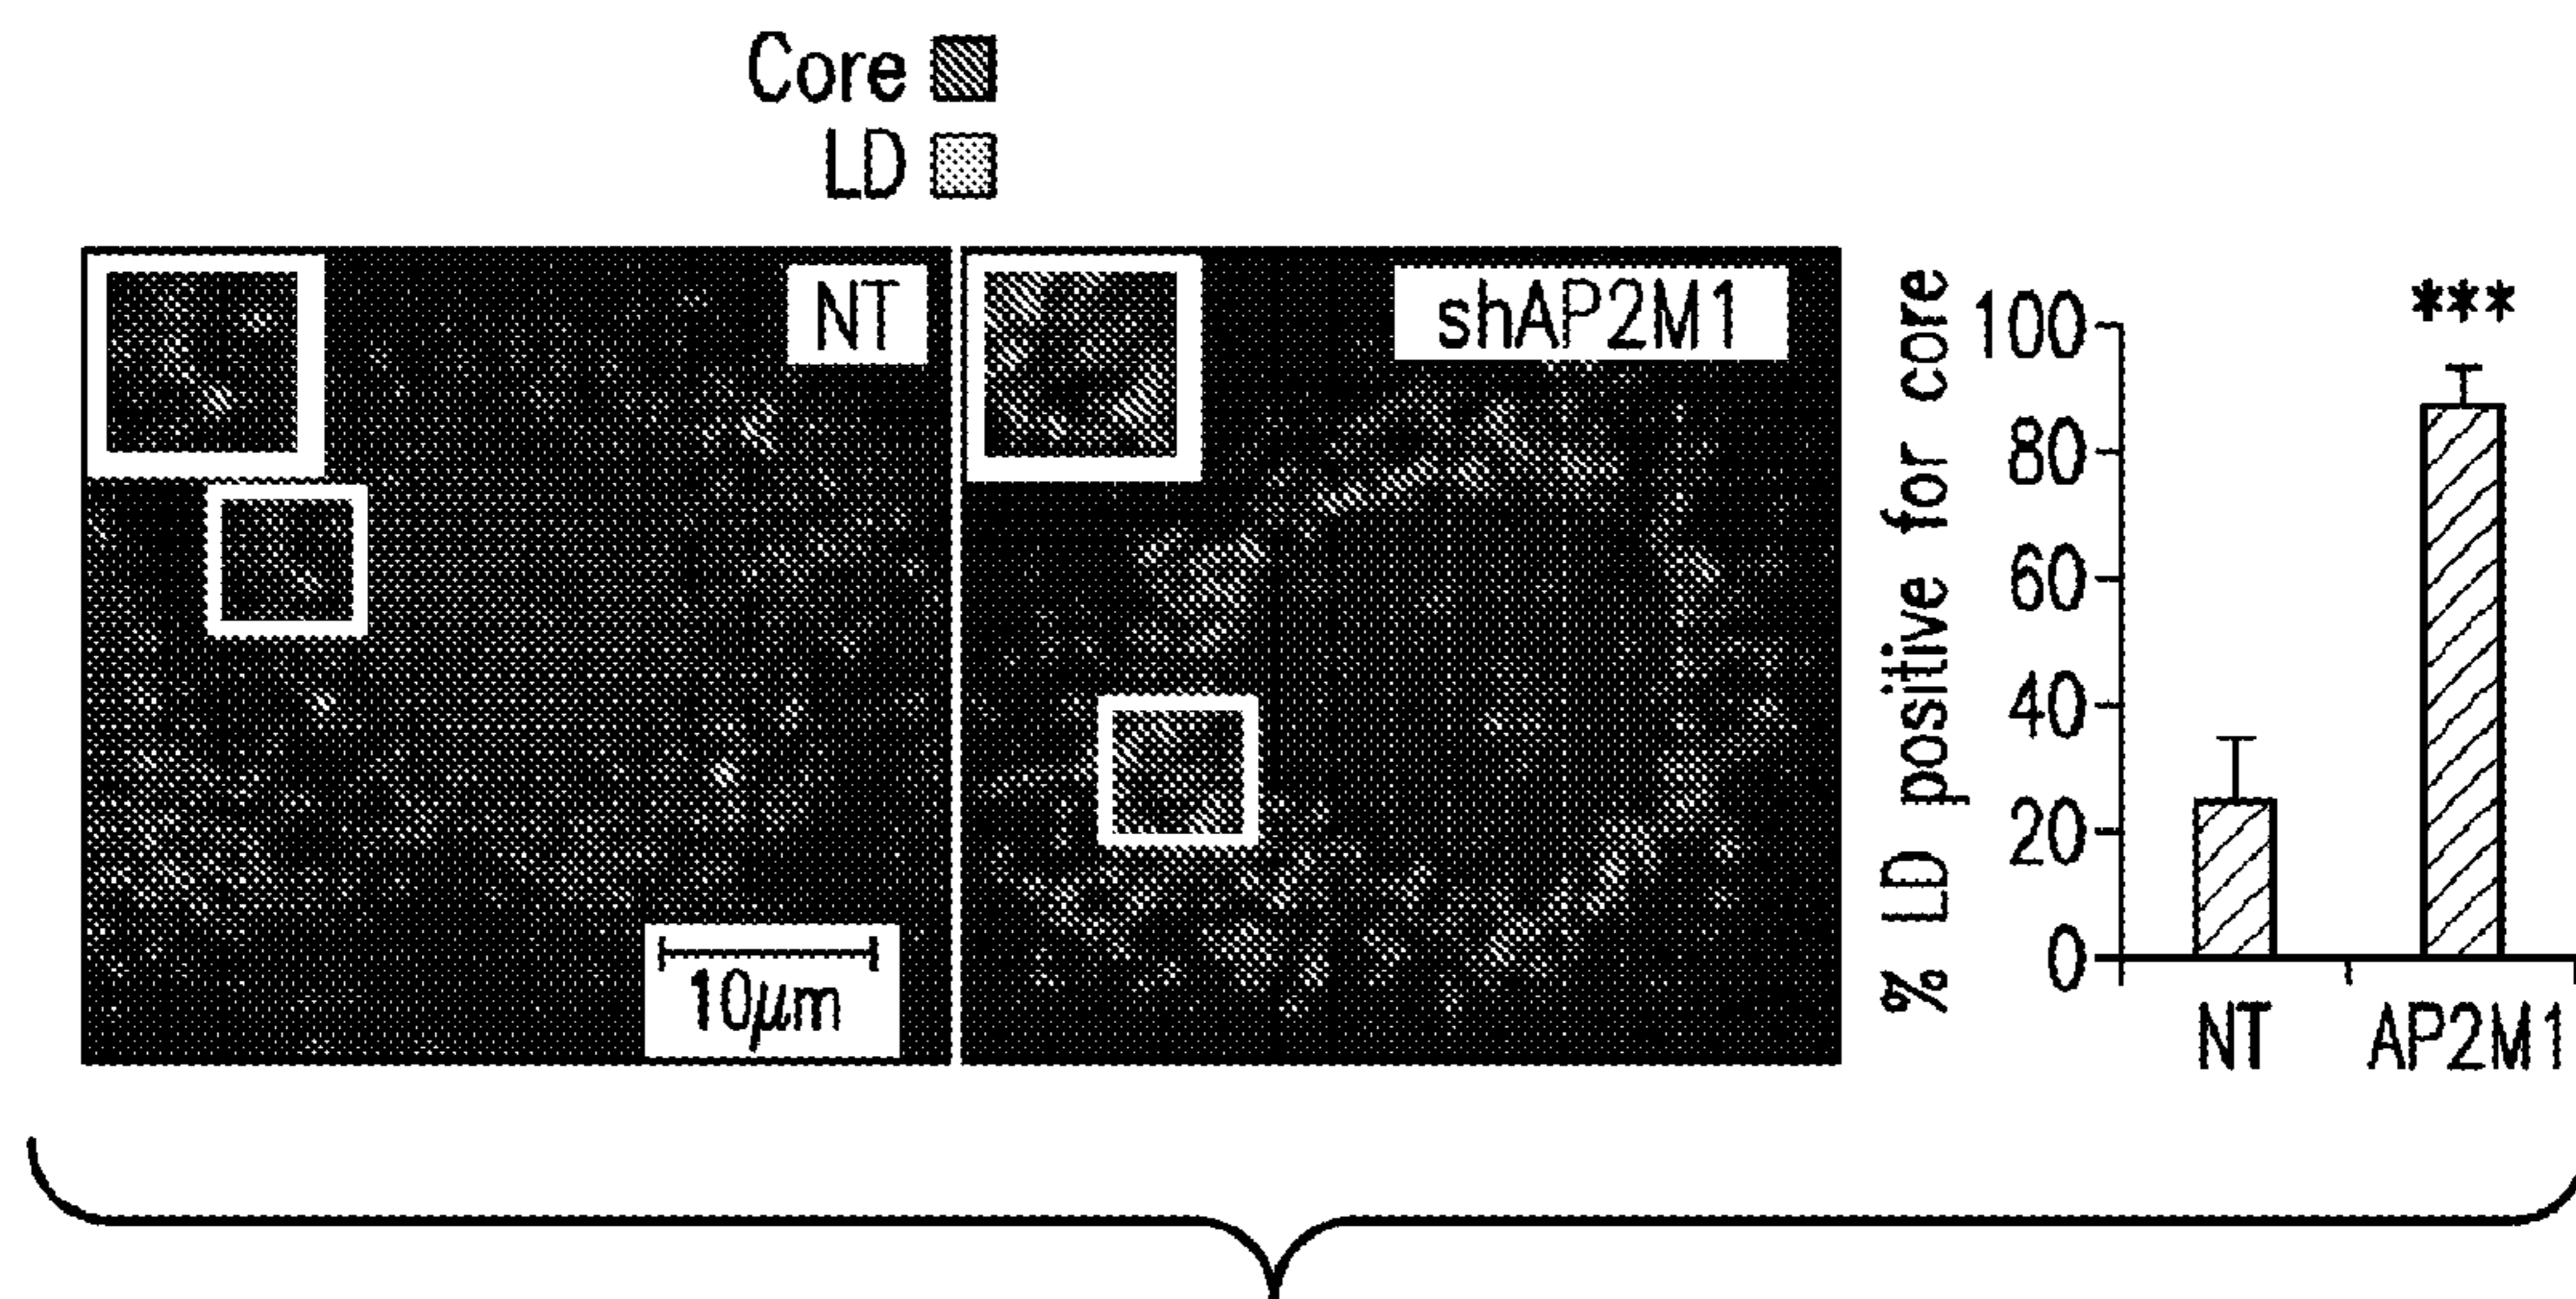 Core
LD
NT
shAP2M1
10μm
% LD positive for core
***
100
80
60
40
20
0
NT
AP2M1